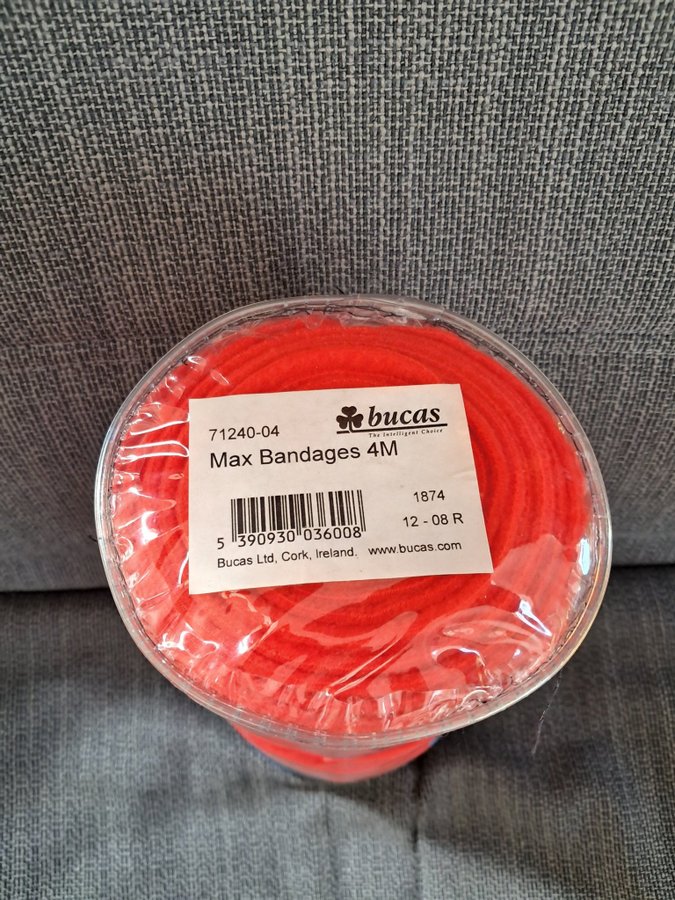 bucas
The Intelligent Choice
71240-04
Max Bandages 4M
1874
12 - 08 R
5 390930 036008
Bucas Ltd, Cork, Ireland. www.bucas.com